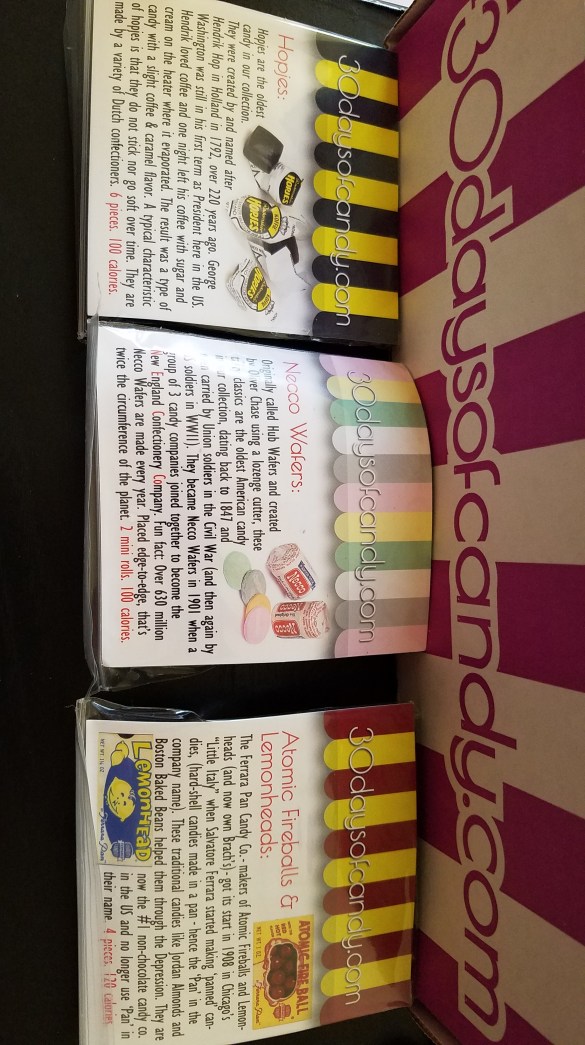 30daysofcandy.com
30daysofcandy.com
Hopjes:
Hopjes are the oldest
candy in our collection.
They were created by and named after
Hendrik Hop in Holland in 1792, over 220 years ago. George
Washington was still in his first term as President here in the US.
Hendrik loved coffee and one night left his coffee with sugar and
cream on the heater where it evaporated. The result was a type of
candy with a slight coffee & caramel flavor. A typical characteristic
of hopjes is that they do not stick nor go soft over time. They are
made by a variety of Dutch confectioners. 6 pieces. 100 calories.
HOPJES
HOPJES
HOPJES
30daysofcandy.com
Necco Wafers:
Originally called Hub Wafers and created
by Oliver Chase using a lozenge cutter, these
classics are the oldest American candy
collection, dating back to 1847 and
carried by Union soldiers in the Civil War (and then again by
soldiers in WWII). They became Necco Wafers in 1901 when a
group of 3 candy companies joined together to become the
New England Confectionery Company. Fun fact: Over 630 million
Necco Wafers are made every year. Placed edge-to-edge, that's
twice the circumference of the planet. 2 mini rolls. 100 calories.
30daysofcandy.com
Atomic Fireballs &
Lemonheads:
The Ferrara Pan Candy Co.- makers of Atomic Fireballs and Lemon-
heads (and now own Brach's)- got its start in 1908 in Chicago's
"Little Italy" when Salvatore Ferrara started making 'panned' can-
dies, (hard-shell candies made in a pan - hence the 'Pan' in the
company name). These traditional candies like Jordan Almonds and
Boston Baked Beans helped them through the Depression. They are
now the #1 non-chocolate candy co.
in the US and no longer use 'Pan' in
their name. 4 pieces. 120 calories
ATOMIC FIRE BALL
LEMONHEAD
Ferrara Pan